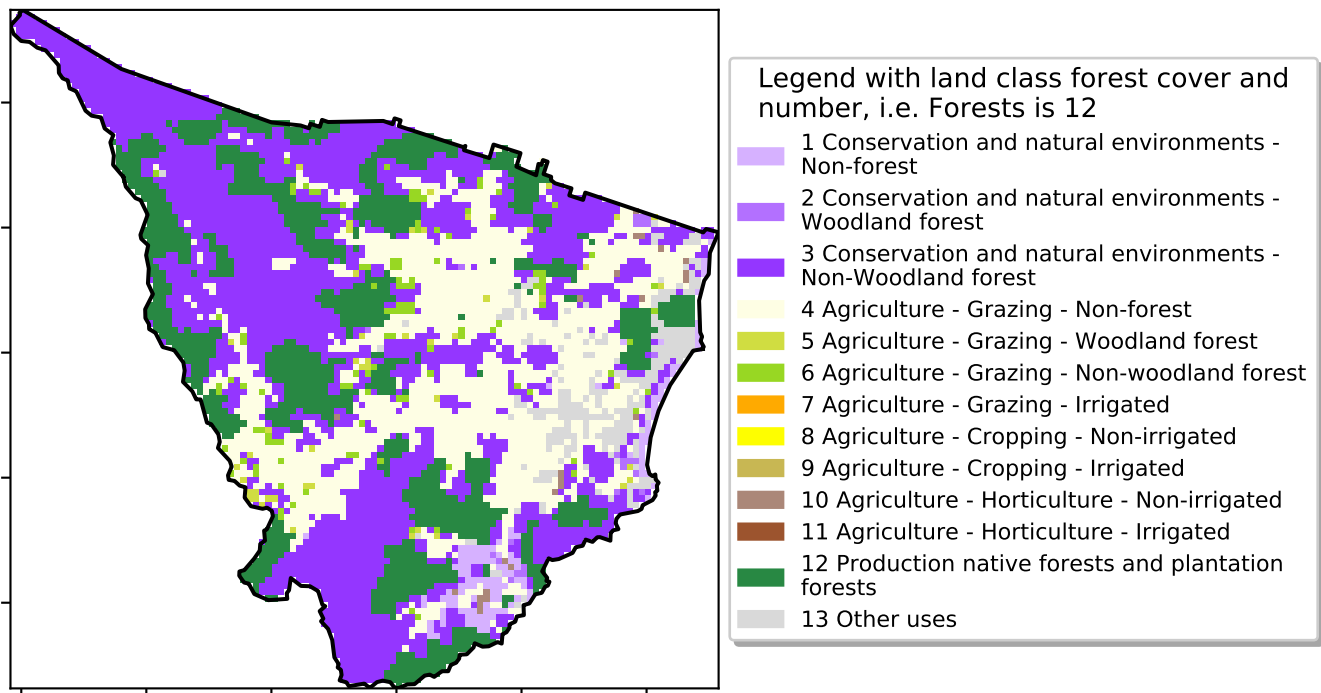 Legend with land class forest cover and
number, i.e. Forests is 12
1 Conservation and natural environments -
Non-forest
2 Conservation and natural environments -
Woodland forest
3 Conservation and natural environments -
Non-Woodland forest
4 Agriculture - Grazing - Non-forest
5 Agriculture - Grazing - Woodland forest
6 Agriculture - Grazing - Non-woodland forest
7 Agriculture - Grazing - Irrigated
8 Agriculture - Cropping - Non-irrigated
9 Agriculture - Cropping - Irrigated
10 Agriculture - Horticulture - Non-irrigated
11 Agriculture - Horticulture - Irrigated
12 Production native forests and plantation
forests
13 Other uses